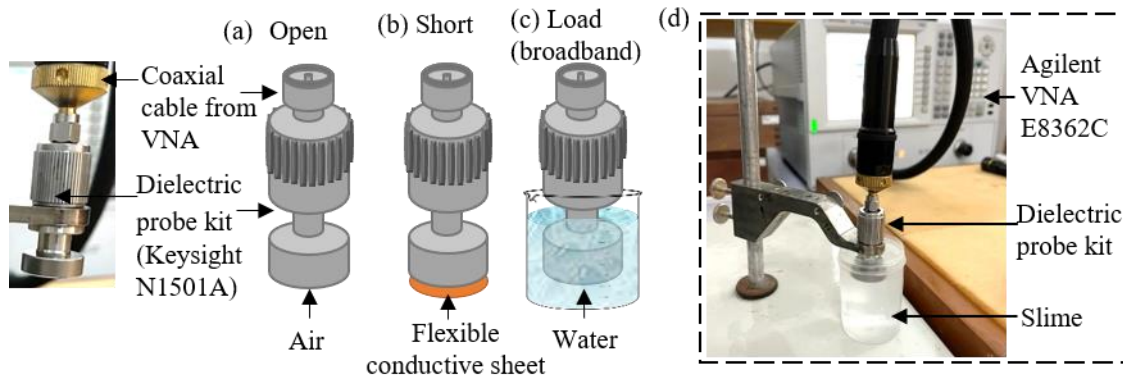 Coaxial
cable from
VNA
Dielectric
probe kit
(Keysight
N1501A)
(a) Open
Air
(b) Short
Flexible
conductive sheet
(c) Load
(broadband)
Water
(d)
Agilent
VNA
E8362C
Dielectric
probe kit
Slime